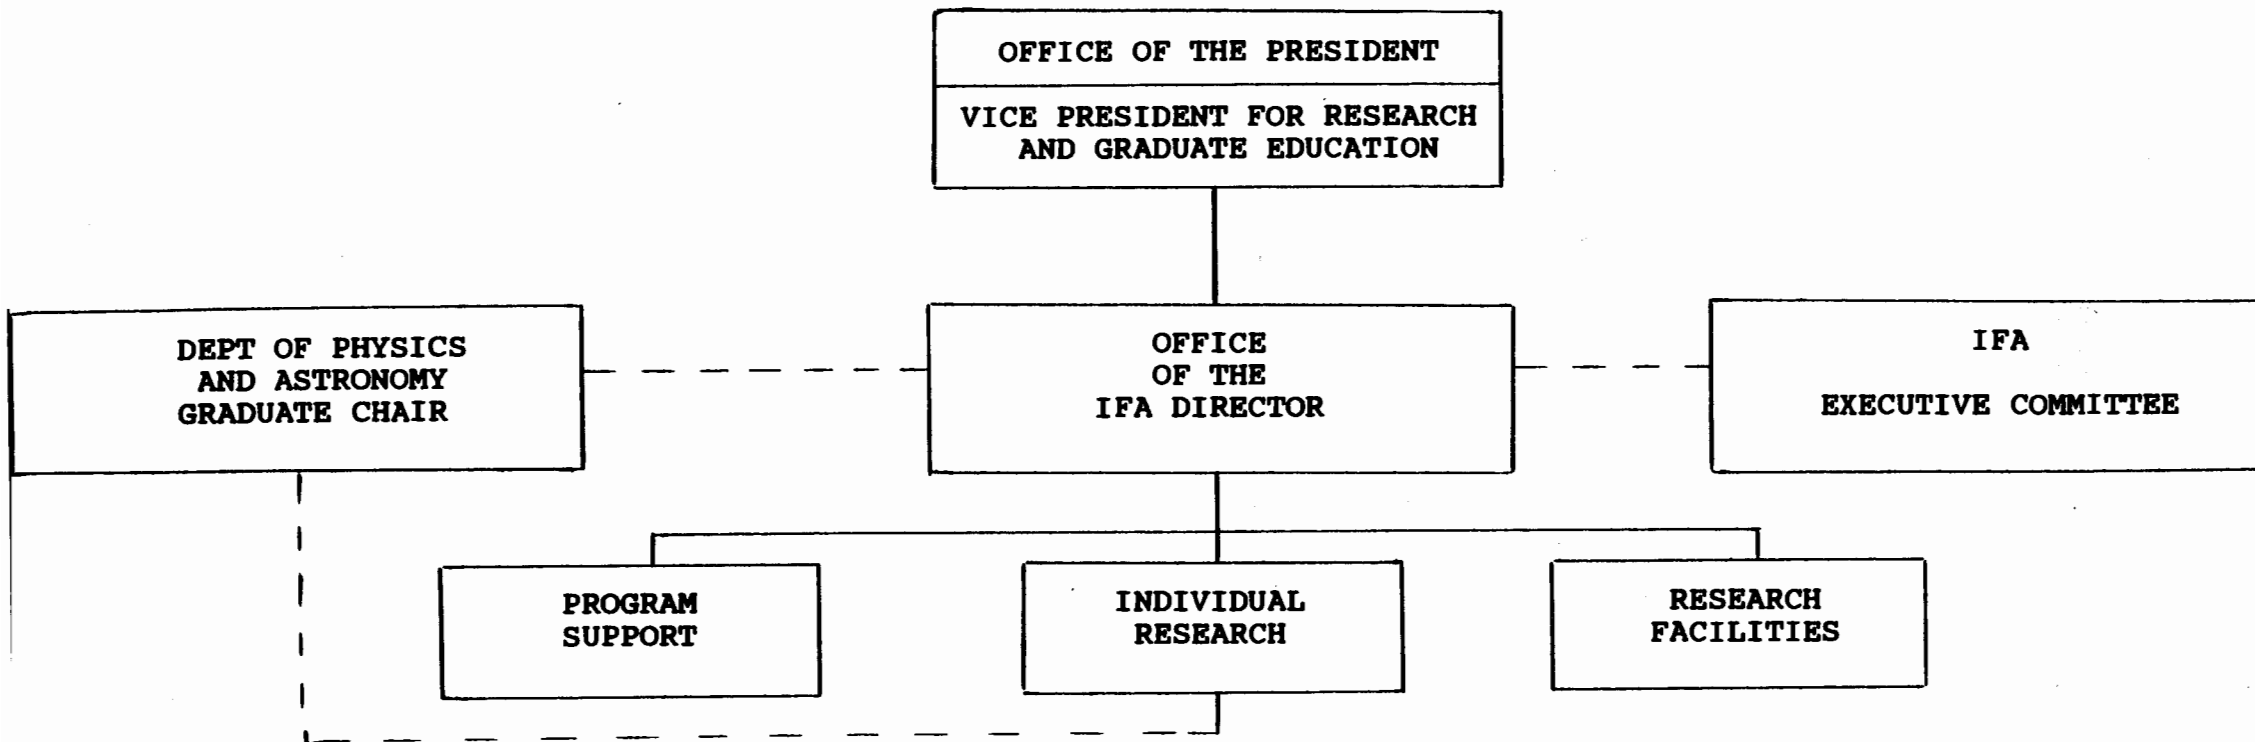 OFFICE OF THE PRESIDENT
VICE PRESIDENT FOR RESEARCH
AND GRADUATE EDUCATION
DEPT OF PHYSICS
AND ASTRONOMY
GRADUATE CHAIR
OFFICE
OF THE
IFA DIRECTOR
IFA
EXECUTIVE COMMITTEE
PROGRAM
SUPPORT
INDIVIDUAL
RESEARCH
RESEARCH
FACILITIES